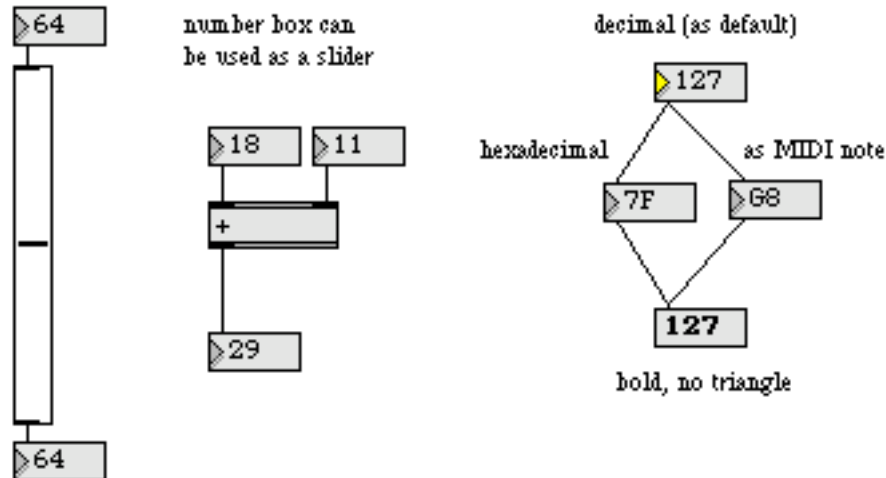 64
number box can
be used as a slider
decimal (as default)
127
18
11
hexadecimal
as MIDI note
7F
G8
+
29
127
bold, no triangle
64